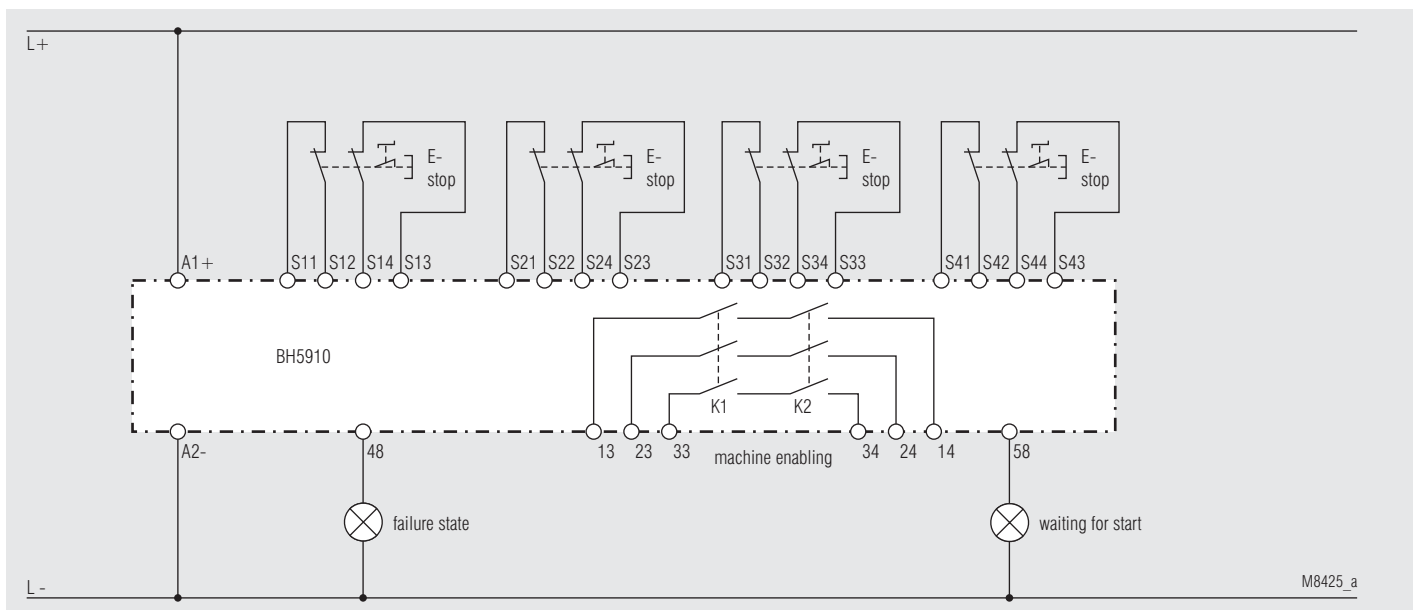 L+
E-
stop
E-
stop
E-
stop
E-
stop
A1+ S11 S12 S14 S13 S21 S22 S24 S23 S31 S32 S34 S33 S41 S42 S44 S43
BH5910
K1 K2
A2- 48 13 23 33 machine enabling 34 24 14 58
failure state
waiting for start
L -
M8425_a